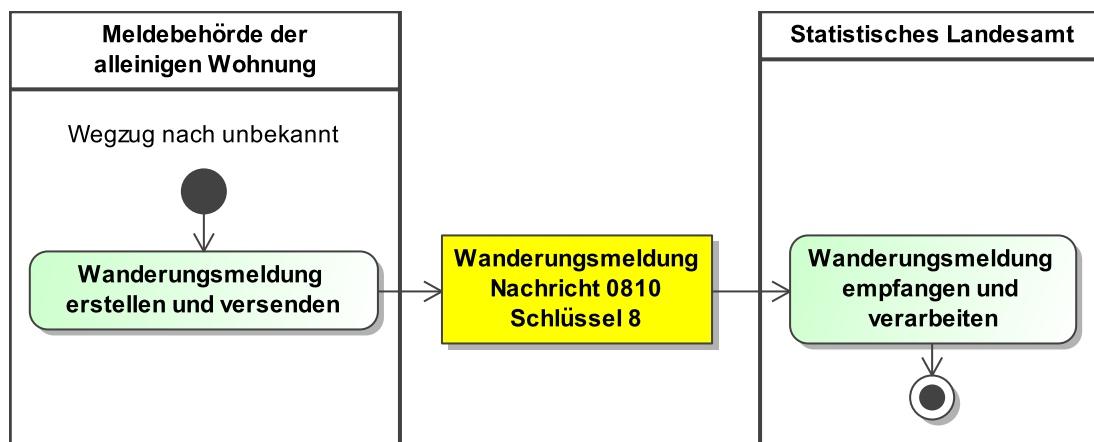 Meldebehörde der
alleinigen Wohnung
Statistisches Landesamt
Wegzug nach unbekannt
Wanderungsmeldung
erstellen und versenden
Wanderungsmeldung
Nachricht 0810
Schlüssel 8
Wanderungsmeldung
empfangen und
verarbeiten